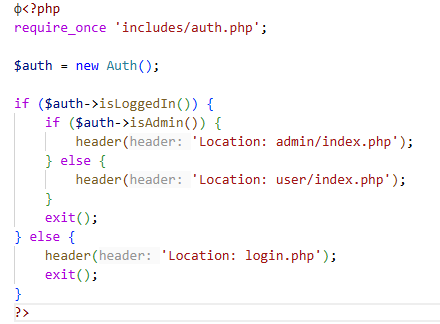 ф<?php
require_once 'includes/auth.php';

$auth = new Auth();

if ($auth->isLoggedIn()) {
    if ($auth->isAdmin()) {
        header(header: 'Location: admin/index.php');
    } else {
        header(header: 'Location: user/index.php');
    }
    exit();
} else {
    header(header: 'Location: login.php');
    exit();
}
?>